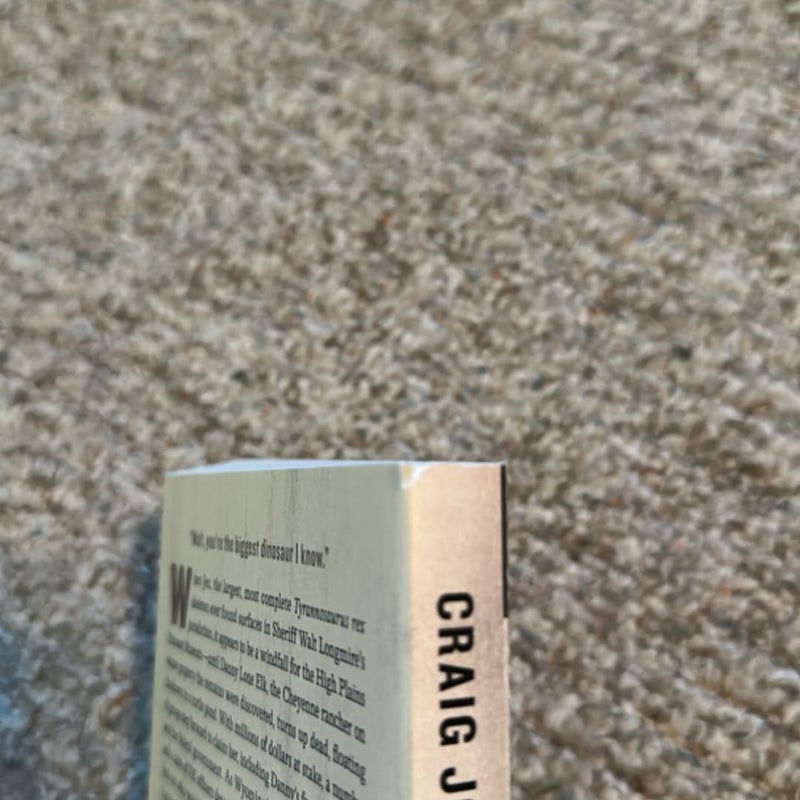 "Walt, you're the biggest dinosaur I know."
When Jen, the largest, most complete Tyrannosaurus rex
skeleton ever found surfaces in Sheriff Walt Longmire's
jurisdiction, it appears to be a windfall for the High Plains
Dinosaur Museum—until Danny Lone Elk, the Cheyenne rancher on
whose property the remains were discovered, turns up dead, floating
in a turtle pond. With millions of dollars at stake, a number
of
forward to claim her, including Danny's
the federal government. As Wyoming
CRAIG JO